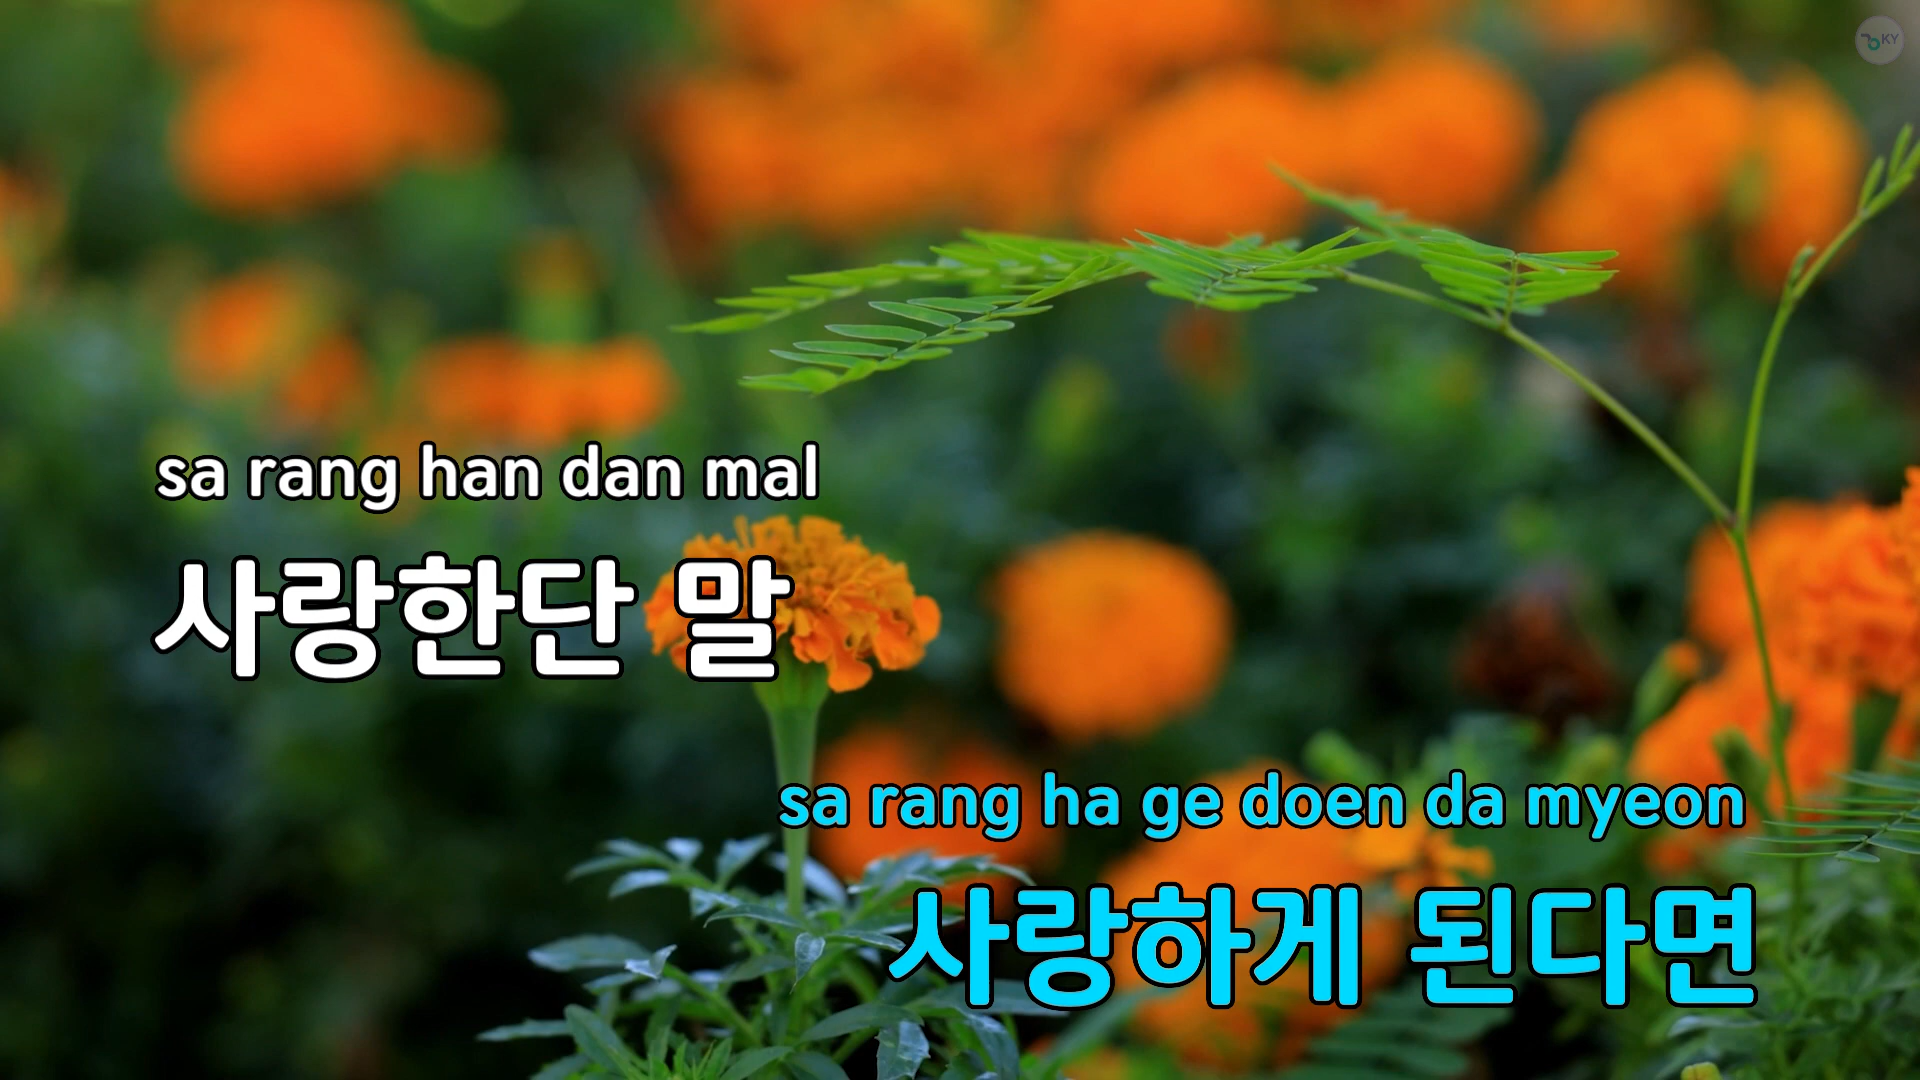 KY
sa rang han dan mal
사랑한단 말
sa rang ha ge doen da myeon
사랑하게 된다면